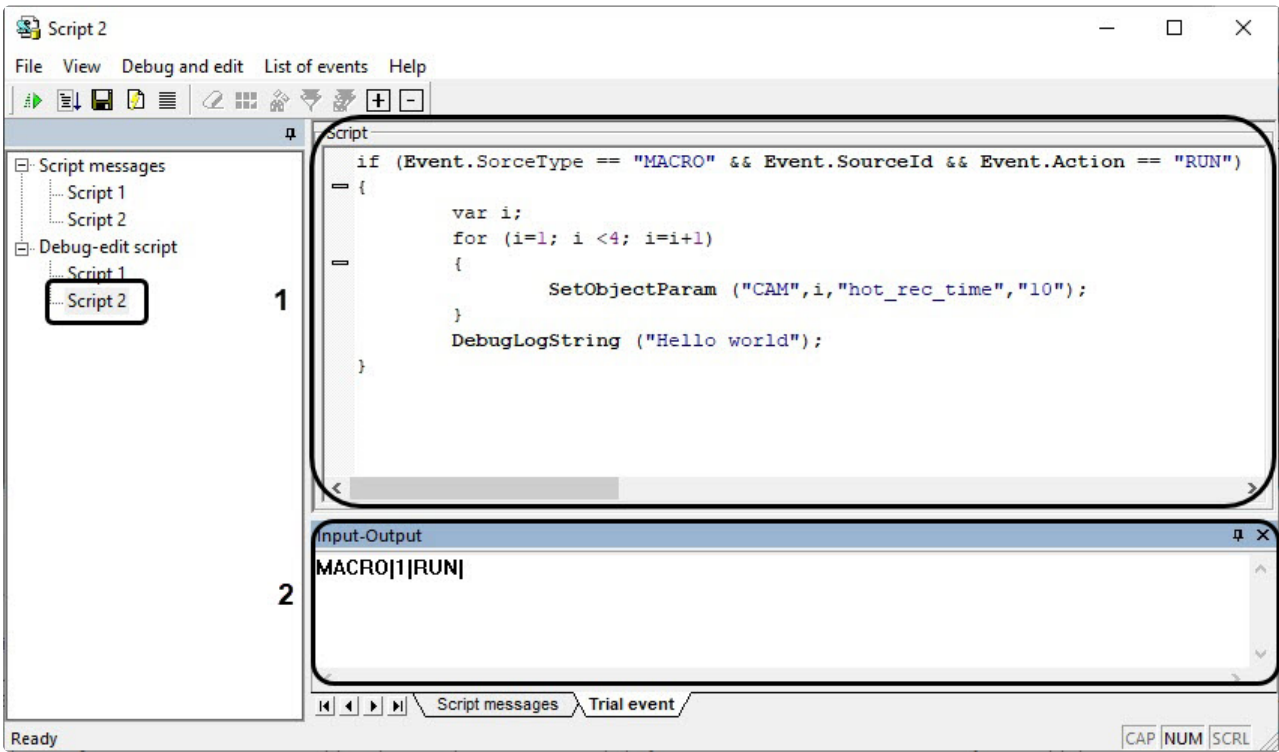 Script 2
File View Debug and edit List of events Help
Script messages
Script 1
Script 2
Debug-edit script
Script 1
Script 2
1
Script
if (Event.SorceType == "MACRO" && Event.SourceId && Event.Action == "RUN")
{
var i;
for (i=1; i <4; i=i+1)
{
SetObjectParam ("CAM",i,"hot_rec_time","10");
}
DebugLogString ("Hello world");
}
2
Input-Output
MACRO|1|RUN|
Script messages Trial event
Ready CAP NUM SCRL